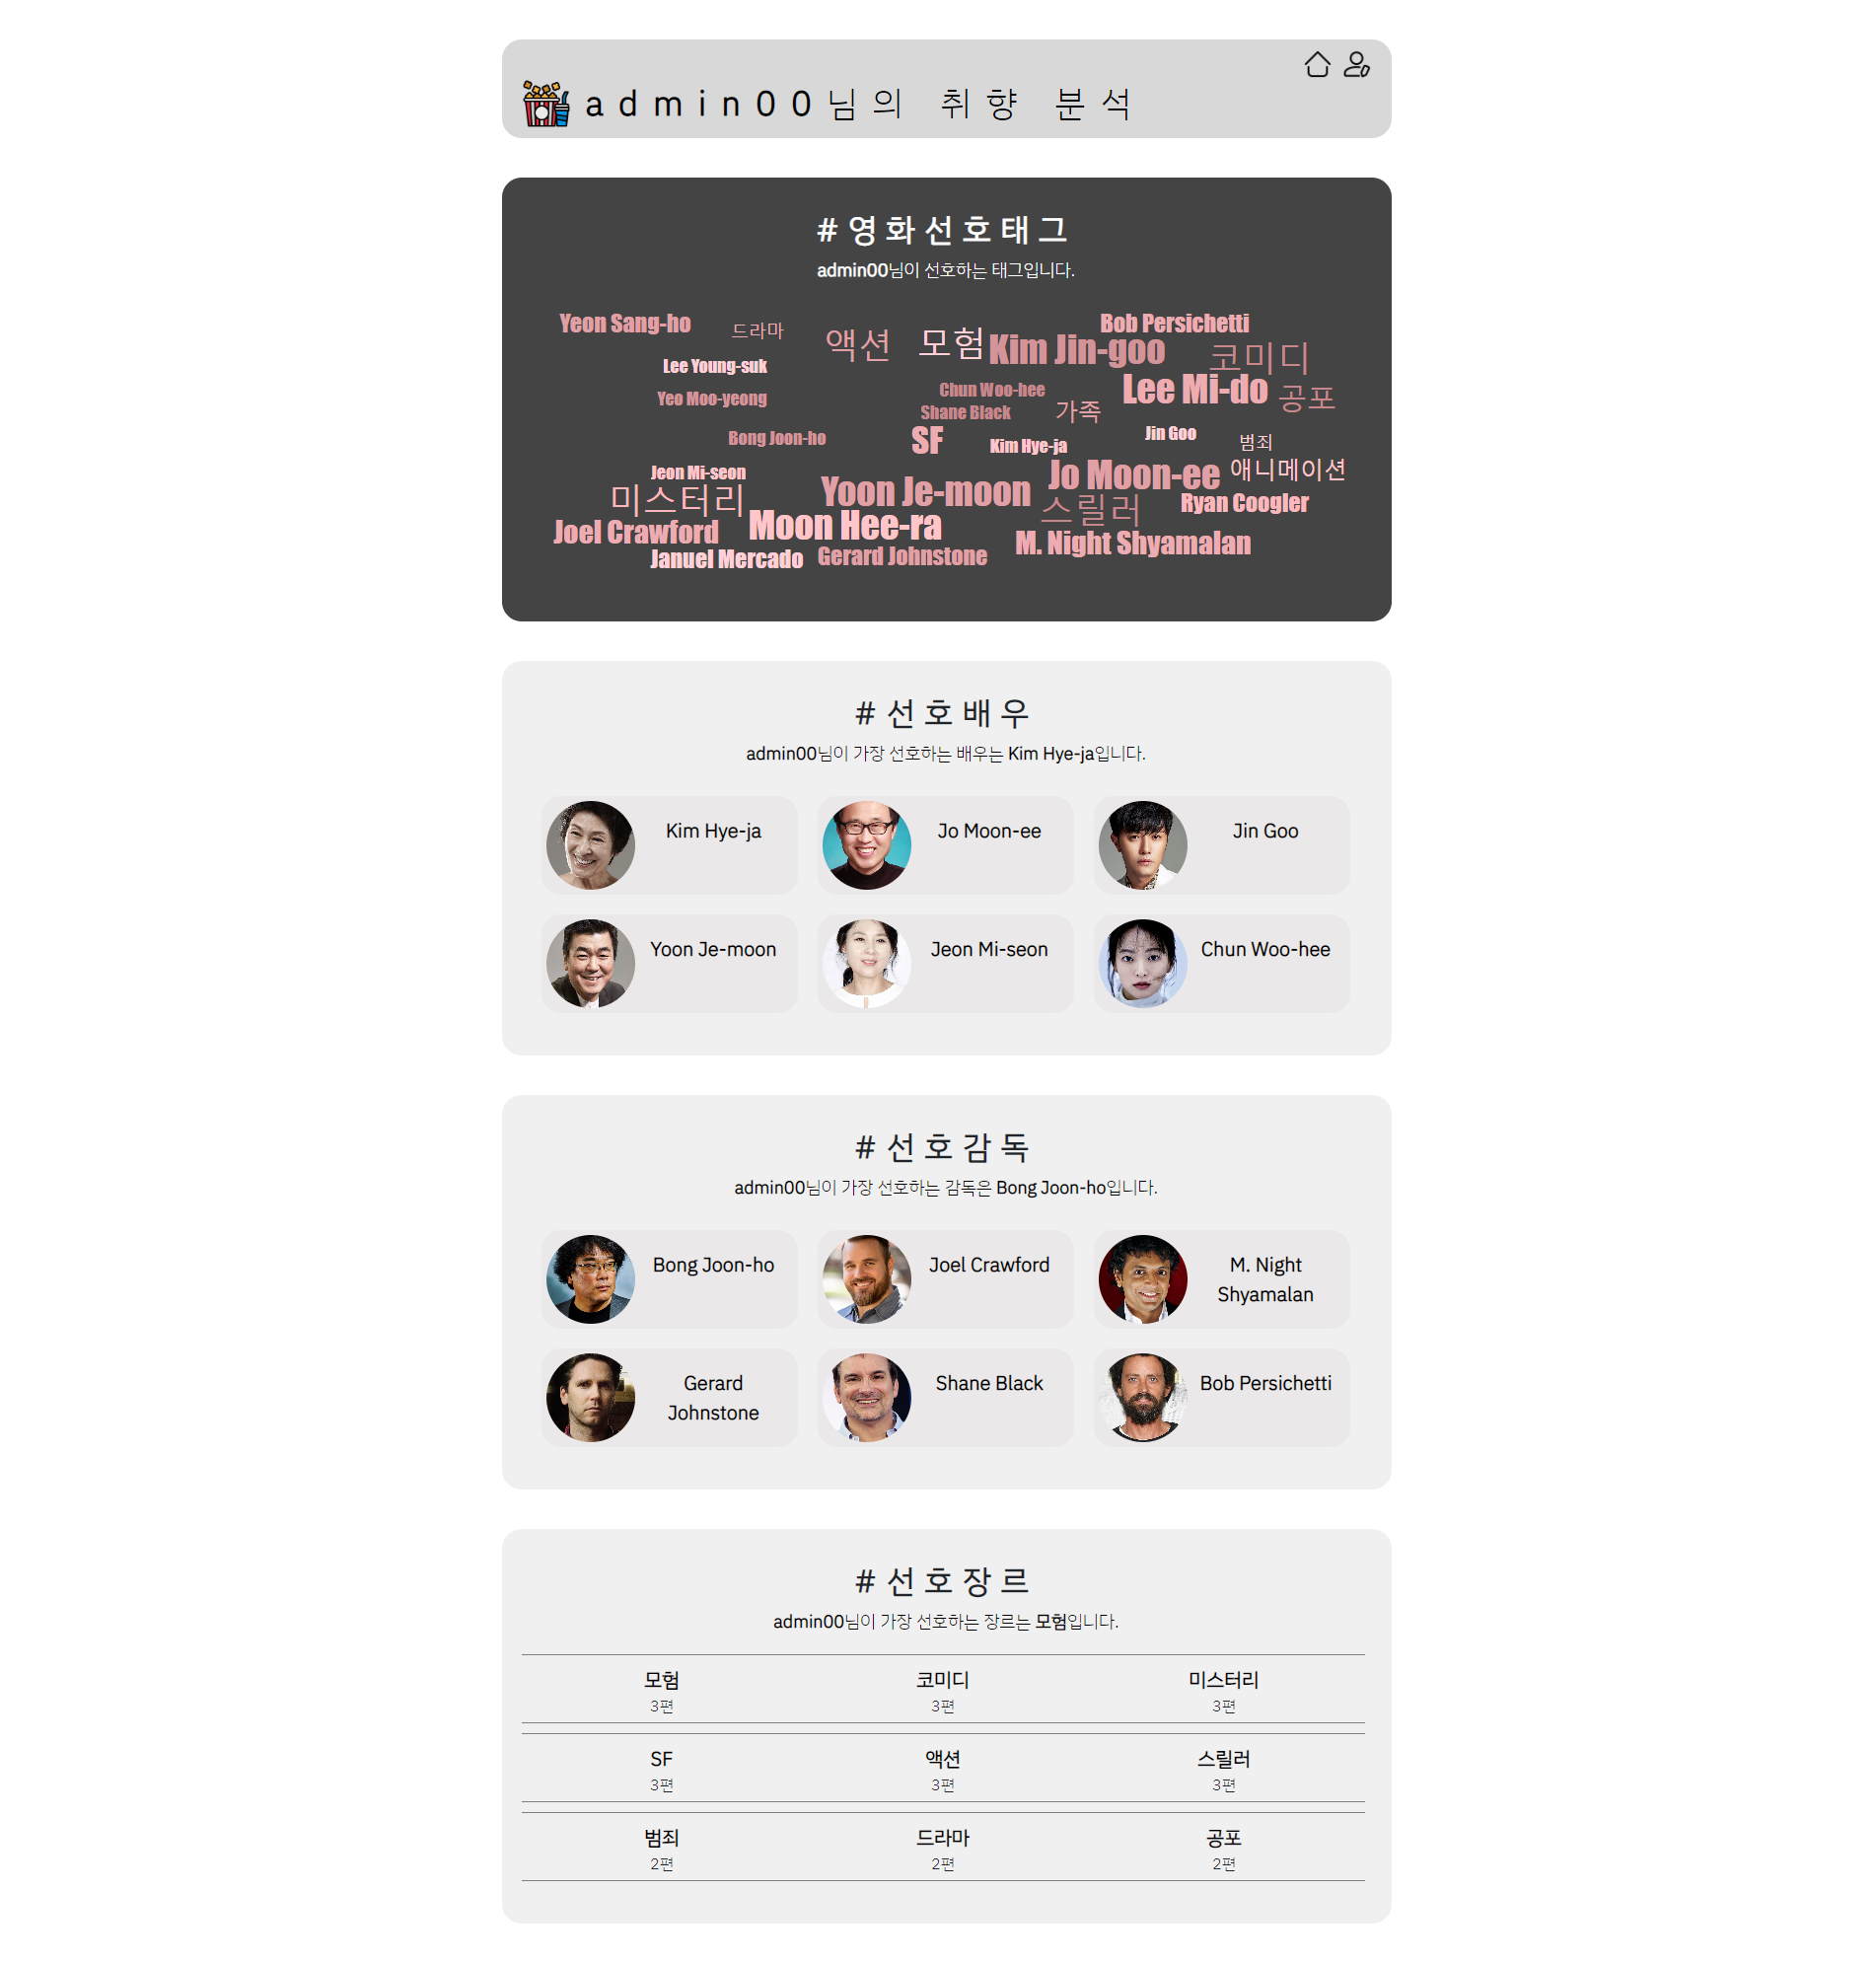 admin00님의 취향 분석
# 영화선호태그
admin00님이 선호하는 태그입니다.
Yeon Sang-ho
드라마
액션
모험
Kim Jin-goo
Bob Persichetti
코미디
Lee Young-suk
Yeo Moo-yeong
Chun Woo-hee
Lee Mi-do
공포
Shane Black
가족
Bong Joon-ho
SF
Kim Hye-ja
Jin Goo
범죄
Jeon Mi-seon
Jo Moon-ee
애니메이션
미스터리
Yoon Je-moon
스릴러
Ryan Coogler
Joel Crawford
Moon Hee-ra
M. Night Shyamalan
Januel Mercado
Gerard Johnstone
# 선호배우
admin00님이 가장 선호하는 배우는 Kim Hye-ja입니다.
Kim Hye-ja
Jo Moon-ee
Jin Goo
Yoon Je-moon
Jeon Mi-seon
Chun Woo-hee
# 선호감독
admin00님이 가장 선호하는 감독은 Bong Joon-ho입니다.
Bong Joon-ho
Joel Crawford
M. Night
Shyamalan
Gerard
Johnstone
Shane Black
Bob Persichetti
# 선호장르
admin00님이 가장 선호하는 장르는 모험입니다.
모험
3편
코미디
3편
미스터리
3편
SF
3편
액션
3편
스릴러
3편
범죄
2편
드라마
2편
공포
2편